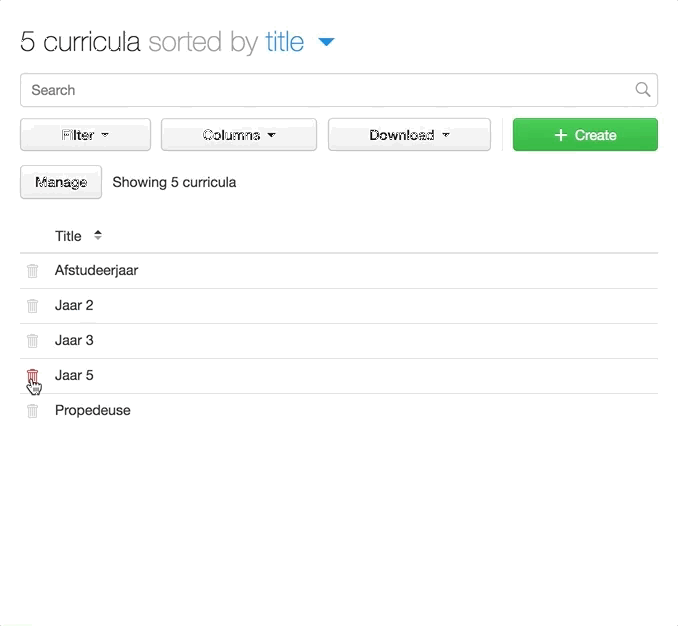 5 curricula sorted by title
Search
Filter Columns Download + Create
Manage Showing 5 curricula
Title
Afstudeerjaar
Jaar 2
Jaar 3
Jaar 5
Propedeuse